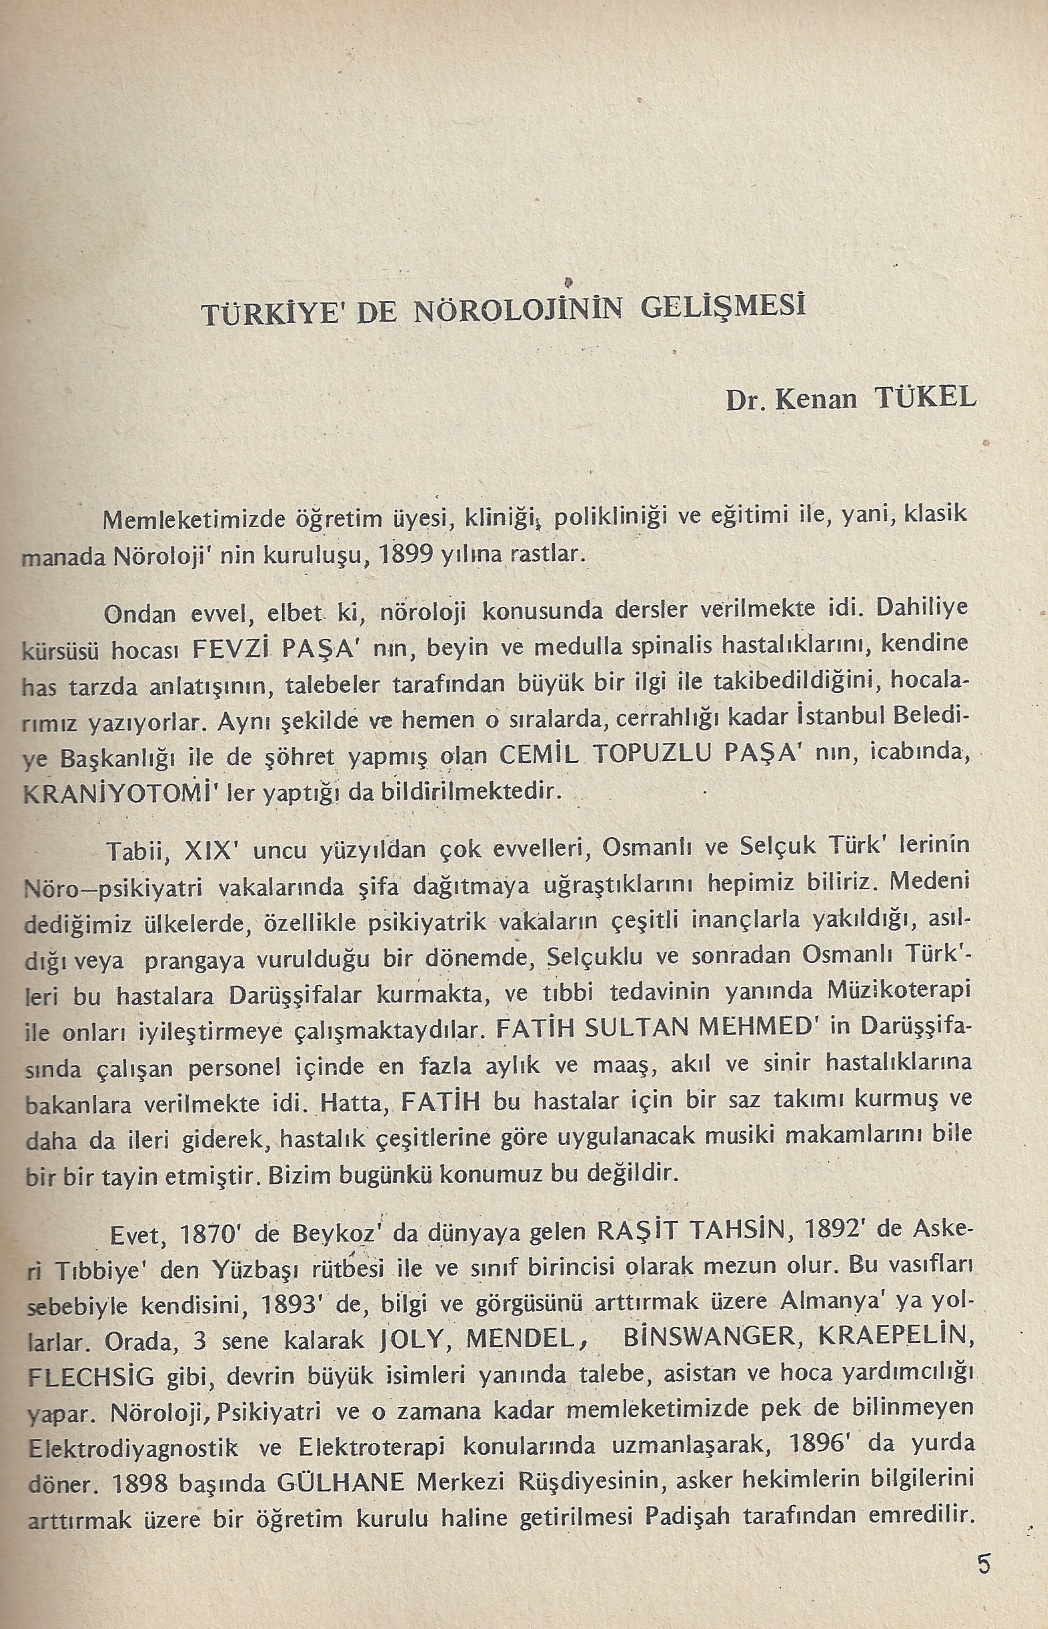 TÜRKİYE' DE NÖROLOJİNİN GELİŞMESİ
Dr. Kenan TÜKEL
Memleketimizde öğretim üyesi, kliniği, polikliniği ve eğitimi ile, yani, klasik
manada Nöroloji' nin kuruluşu, 1899 yılına rastlar.
Ondan evvel, elbet ki, nöroloji konusunda dersler verilmekte idi. Dahiliye
kürsüsü hocası FEVZİ PAŞA' nın, beyin ve medulla spinalis hastalıklarını, kendine
has tarzda anlatışının, talebeler tarafından büyük bir ilgi ile takibedildiğini, hocala-
rımız yazıyorlar. Aynı şekilde ve hemen o sıralarda, cerrahlığı kadar İstanbul Beledi-
ye Başkanlığı ile de şöhret yapmış olan CEMİL TOPUZLU PAŞA' nın, icabında,
KRANİYOTOMİ' ler yaptığı da bildirilmektedir.
Tabii, XIX' uncu yüzyıldan çok evvelleri, Osmanlı ve Selçuk Türk' lerinin
Nöro–psikiyatri vakalarında şifa dağıtmaya uğraştıklarını hepimiz biliriz. Medeni
dediğimiz ülkelerde, özellikle psikiyatrik vakaların çeşitli inançlarla yakıldığı, asıl-
dığı veya prangaya vurulduğu bir dönemde, Selçuklu ve sonradan Osmanlı Türk'-
leri bu hastalara Darüşşifalar kurmakta, ve tıbbi tedavinin yanında Müzikoterapi
ile onları iyileştirmeye çalışmaktaydılar. FATİH SULTAN MEHMED' in Darüşşifa-
sında çalışan personel içinde en fazla aylık ve maaş, akıl ve sinir hastalıklarına
bakanlara verilmekte idi. Hatta, FATİH bu hastalar için bir saz takımı kurmuş ve
daha da ileri giderek, hastalık çeşitlerine göre uygulanacak musiki makamlarını bile
bir bir tayin etmiştir. Bizim bugünkü konumuz bu değildir.
Evet, 1870' de Beykoz' da dünyaya gelen RAŞİT TAHSİN, 1892' de Aske-
ri Tıbbiye' den Yüzbaşı rütbesi ile ve sınıf birincisi olarak mezun olur. Bu vasıfları
sebebiyle kendisini, 1893' de, bilgi ve görgüsünü arttırmak üzere Almanya' ya yol-
larlar. Orada, 3 sene kalarak JOLY, MENDEL, BİNSWANGER, KRAEPELİN,
FLECHSİG gibi, devrin büyük isimleri yanında talebe, asistan ve hoca yardımcılığı
yapar. Nöroloji, Psikiyatri ve o zamana kadar memleketimizde pek de bilinmeyen
Elektrodiyagnostik ve Elektroterapi konularında uzmanlaşarak, 1896' da yurda
döner. 1898 başında GÜLHANE Merkezi Rüşdiyesinin, asker hekimlerin bilgilerini
arttırmak üzere bir öğretim kurulu haline getirilmesi Padişah tarafından emredilir.
5